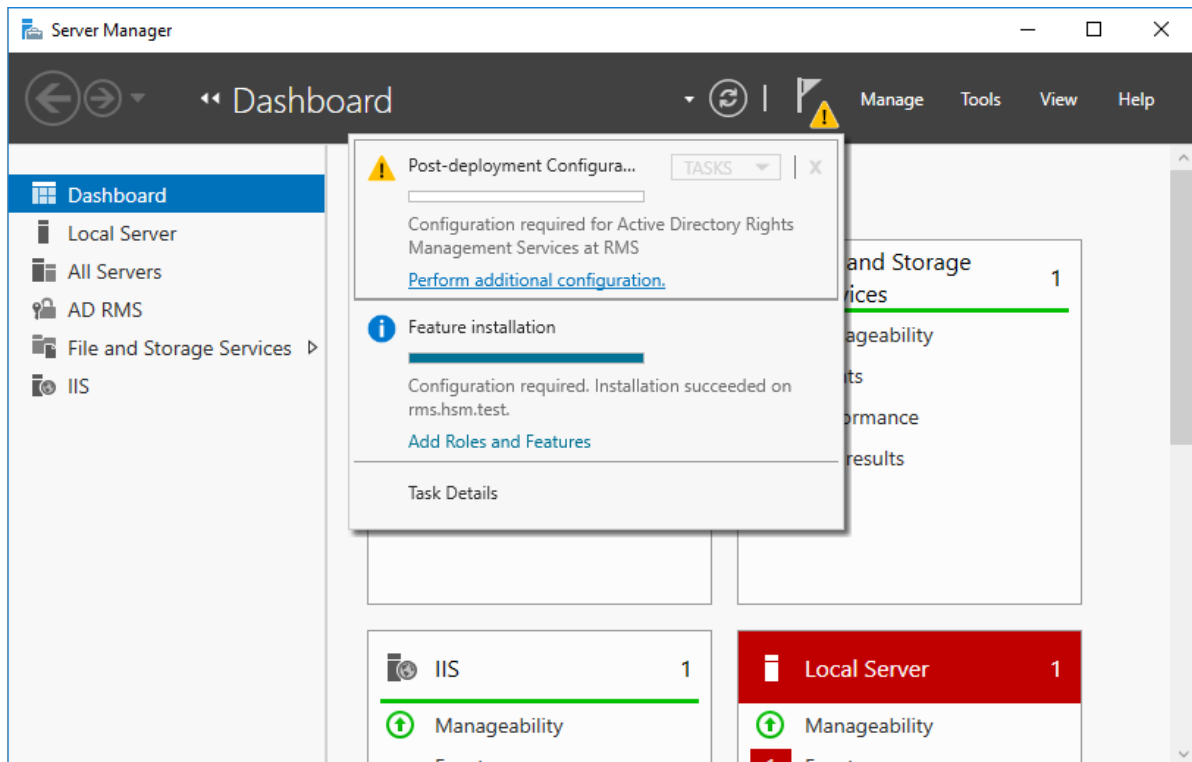 Server Manager
Dashboard
Manage Tools View Help
Dashboard
Local Server
All Servers
AD RMS
File and Storage Services
IIS
Post-deployment Configura... TASKS X
Configuration required for Active Directory Rights
Management Services at RMS
Perform additional configuration.
Feature installation
Configuration required. Installation succeeded on
rms.hsm.test.
Add Roles and Features
Task Details
and Storage 1
ices
ageability
ts
ormance
results
IIS 1
Manageability
Local Server 1
Manageability